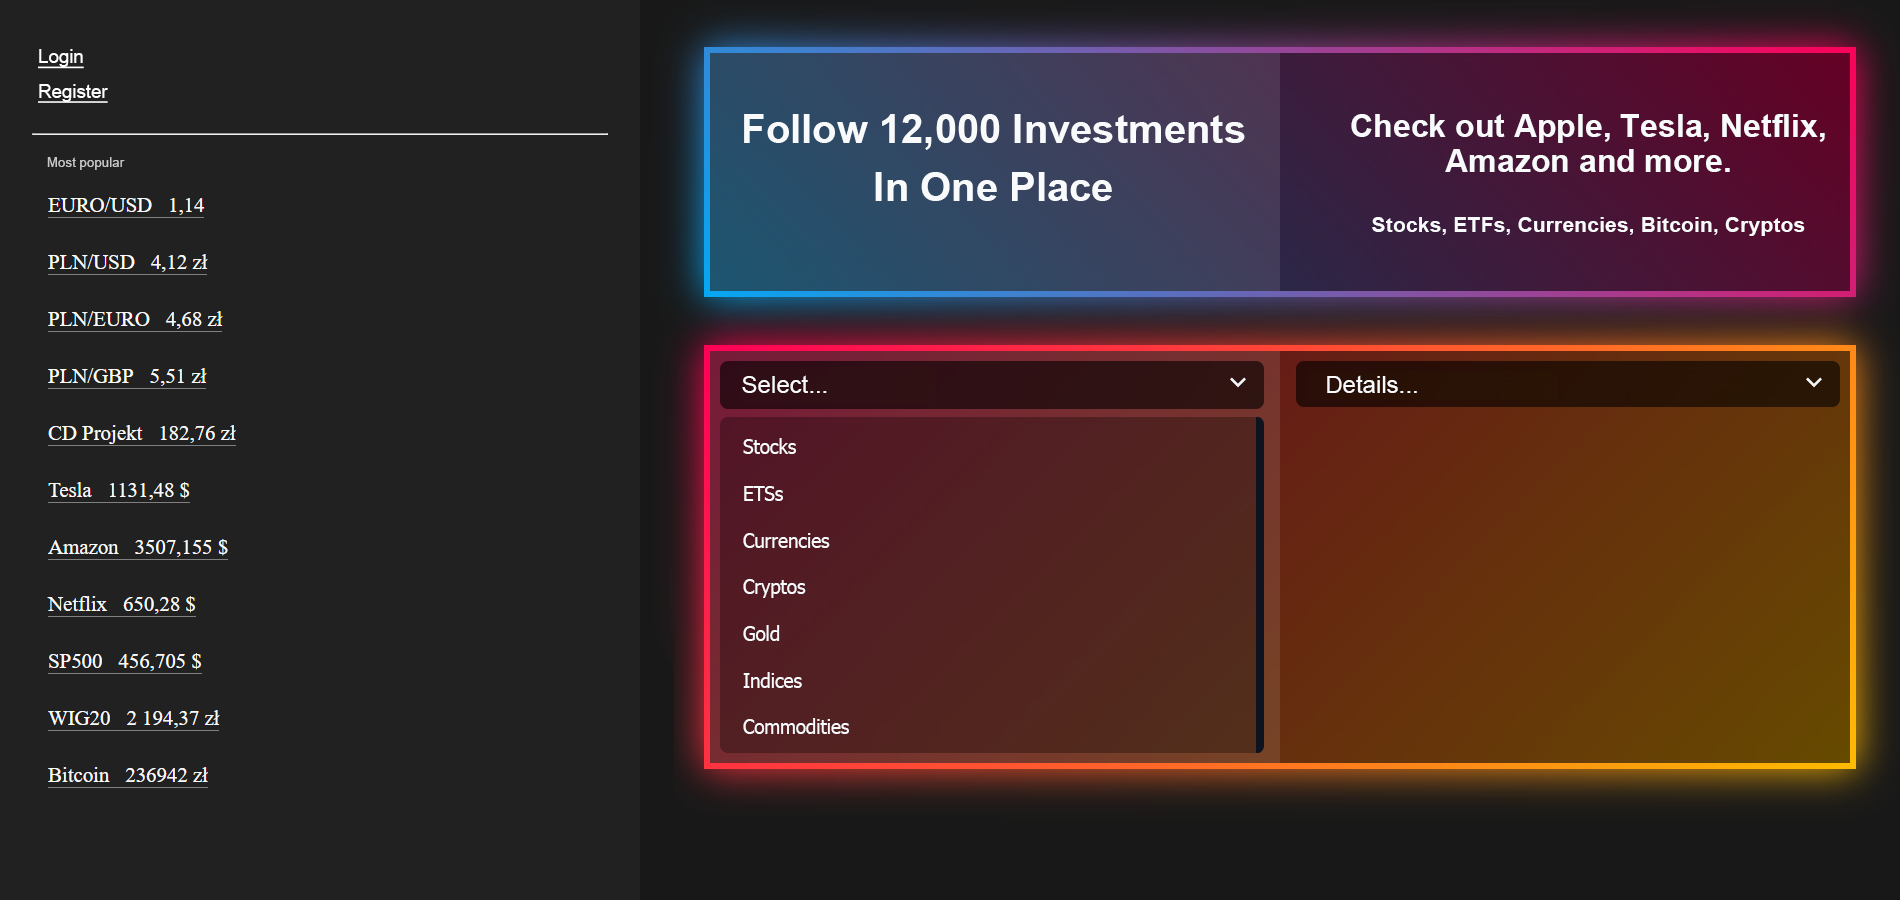 Login
Register
Most popular
EURO/USD 1,14
PLN/USD 4,12 zł
PLN/EURO 4,68 zł
PLN/GBP 5,51 zł
CD Projekt 182,76 zł
Tesla 1131,48 $
Amazon 3507,155 $
Netflix 650,28 $
SP500 456,705 $
WIG20 2 194,37 zł
Bitcoin 236942 zł
Follow 12,000 Investments
In One Place
Check out Apple, Tesla, Netflix,
Amazon and more.
Stocks, ETFs, Currencies, Bitcoin, Cryptos
Select...
Stocks
ETSs
Currencies
Cryptos
Gold
Indices
Commodities
Details...